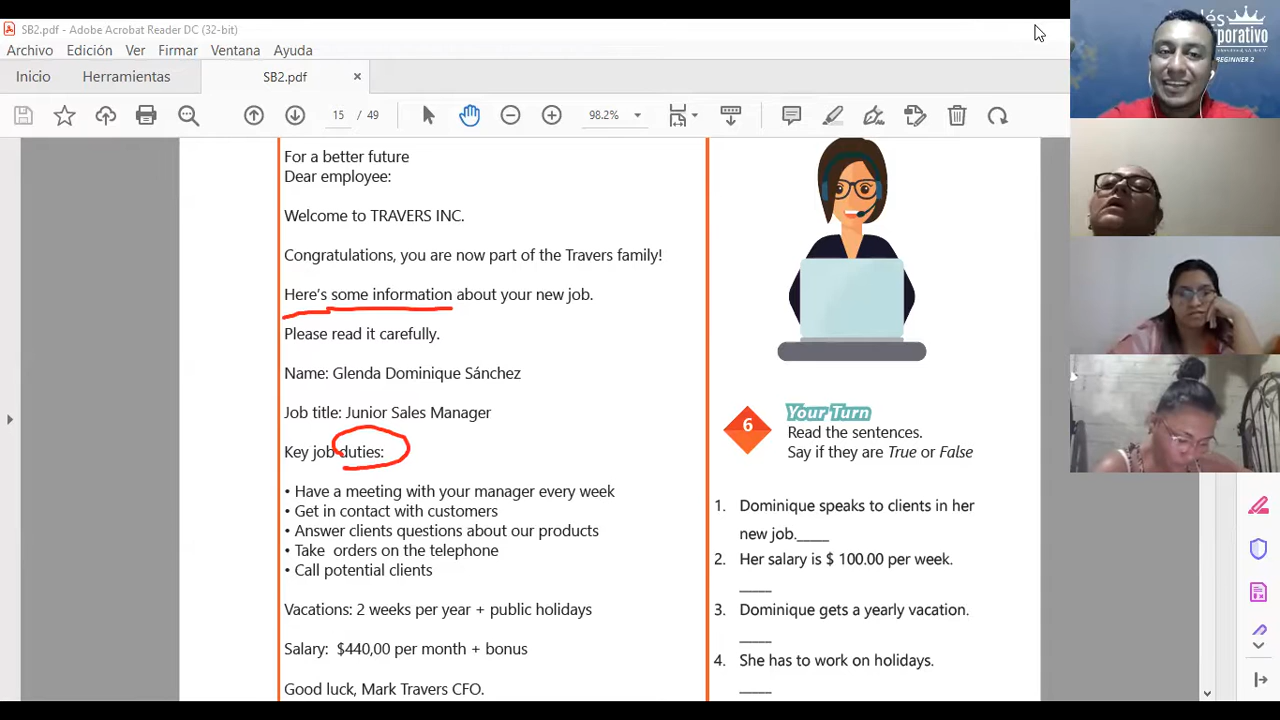 SB2.pdf - Adobe Acrobat Reader DC (32-bit)
Archivo Edición Ver Firmar Ventana Ayuda
Inicio Herramientas SB2.pdf ×
15 / 49 98.2%
For a better future
Dear employee:
Welcome to TRAVERS INC.
Congratulations, you are now part of the Travers family!
Here's some information about your new job.
Please read it carefully.
Name: Glenda Dominique Sánchez
Job title: Junior Sales Manager
Key job duties:
• Have a meeting with your manager every week
• Get in contact with customers
• Answer clients questions about our products
• Take orders on the telephone
• Call potential clients
Vacations: 2 weeks per year + public holidays
Salary: $440,00 per month + bonus
Good luck, Mark Travers CFO.
6
Your Turn
Read the sentences.
Say if they are True or False
1. Dominique speaks to clients in her
new job.____
2. Her salary is $ 100.00 per week.
_____
3. Dominique gets a yearly vacation.
_____
4. She has to work on holidays.
_____
BEGINNER 2